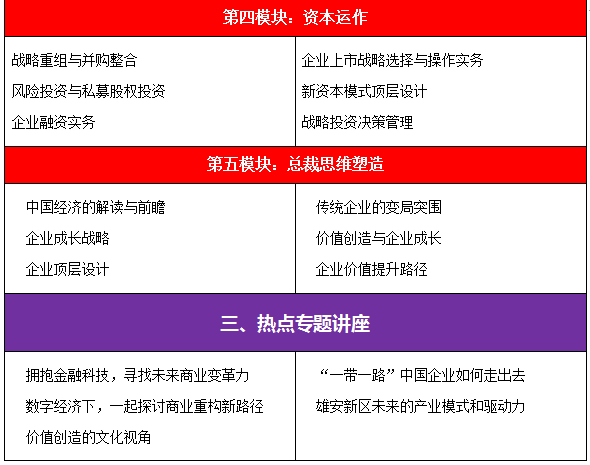 第四模块：资本运作
战略重组与并购整合
风险投资与私募股权投资
企业融资实务
企业上市战略选择与操作实务
新资本模式顶层设计
战略投资决策管理
第五模块：总裁思维塑造
中国经济的解读与前瞻
企业成长战略
企业顶层设计
传统企业的变局突围
价值创造与企业成长
企业价值提升路径
三、热点专题讲座
拥抱金融科技，寻找未来商业变革力
数字经济下，一起探讨商业重构新路径
价值创造的文化视角
“一带一路”中国企业如何走出去
雄安新区未来的产业模式和驱动力